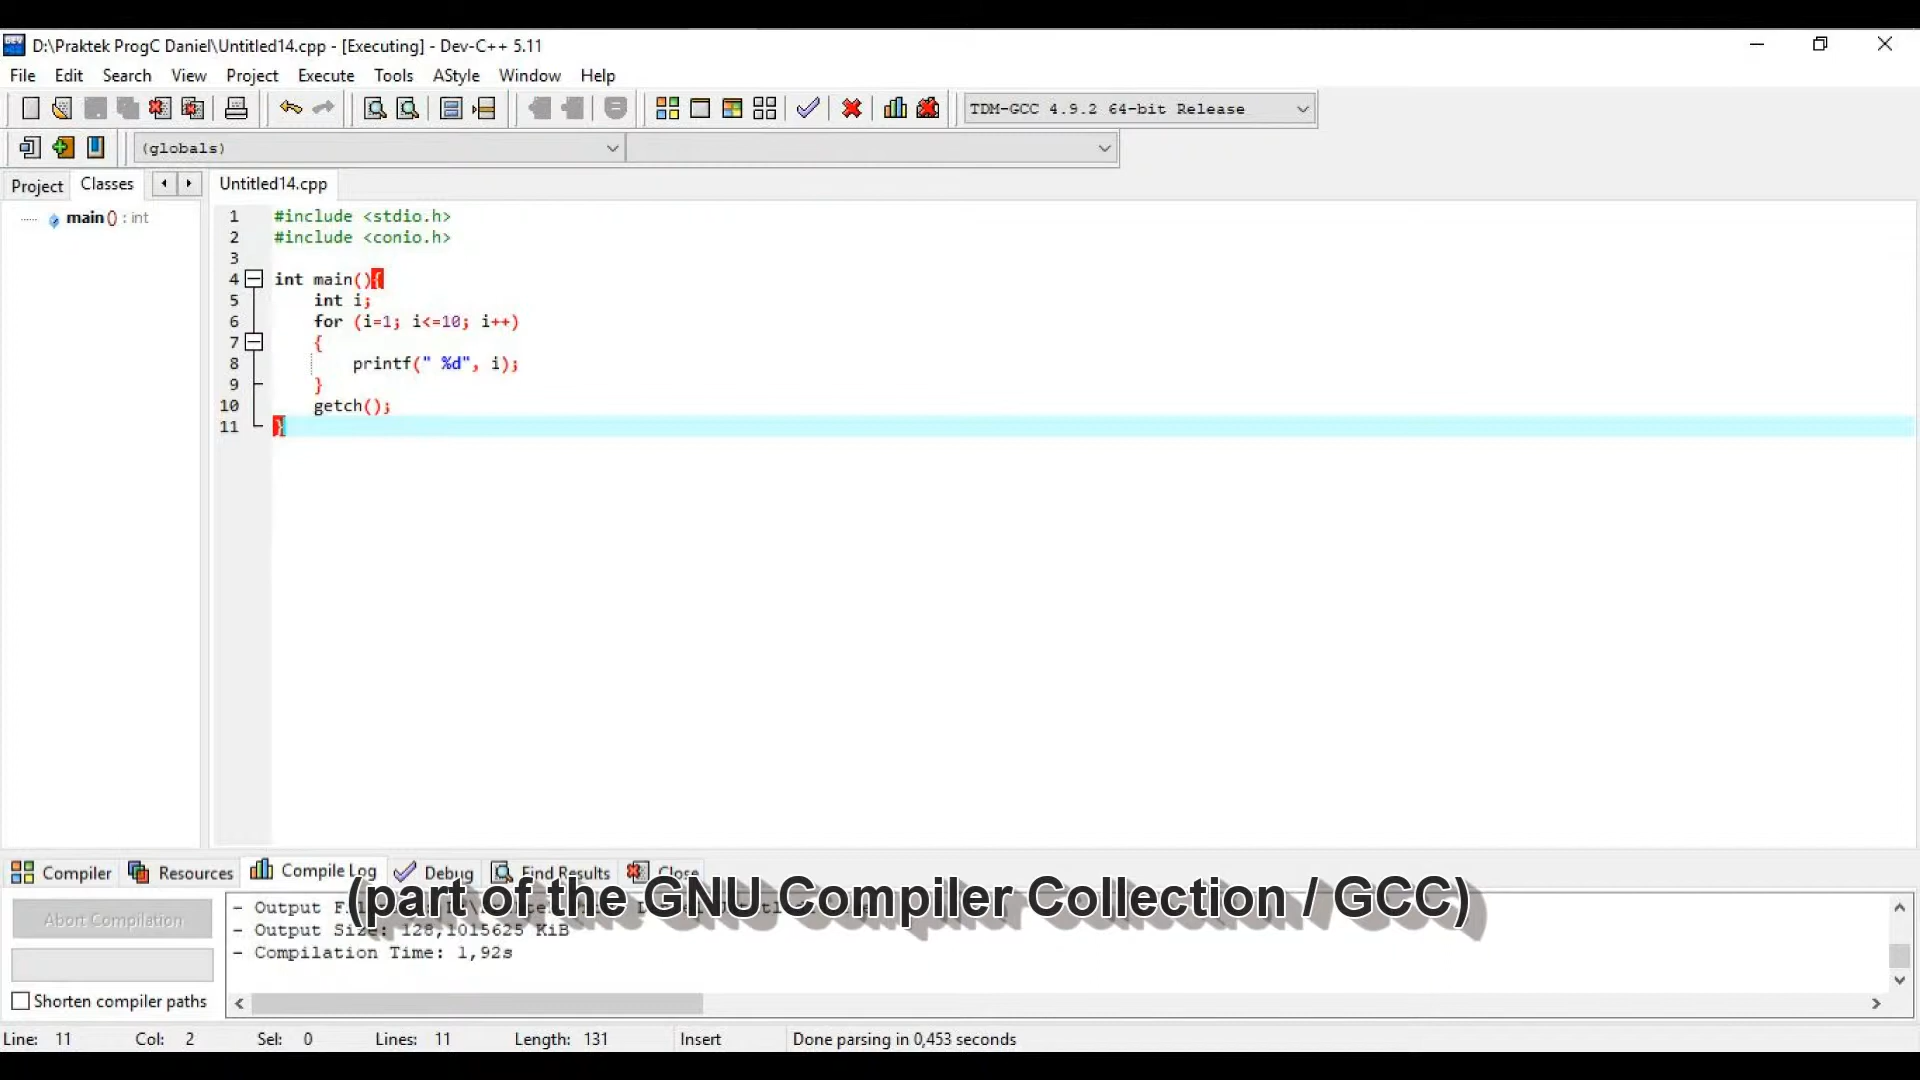 D:\Praktek ProgC Daniel\Untitled14.cpp - [Executing] - Dev-C++ 5.11
File Edit Search View Project Execute Tools AStyle Window Help
TDM-GCC 4.9.2 64-bit Release
(globals)
Project Classes Untitled14.cpp
main () : int
1 #include <stdio.h>
2 #include <conio.h>
3
4 int main(){
5 int i;
6 for (i=1; i<=10; i++)
7 {
8 printf(" %d", i);
9 }
10 getch();
11 }
Compiler Resources Compile Log Debug Find Results Close
(part of the GNU Compiler Collection / GCC)
Abort Compilation
- Output
- Output Size: 128,1015625 KiB
- Compilation Time: 1,92s
Shorten compiler paths
Line: 11 Col: 2 Sel: 0 Lines: 11 Length: 131 Insert Done parsing in 0,453 seconds